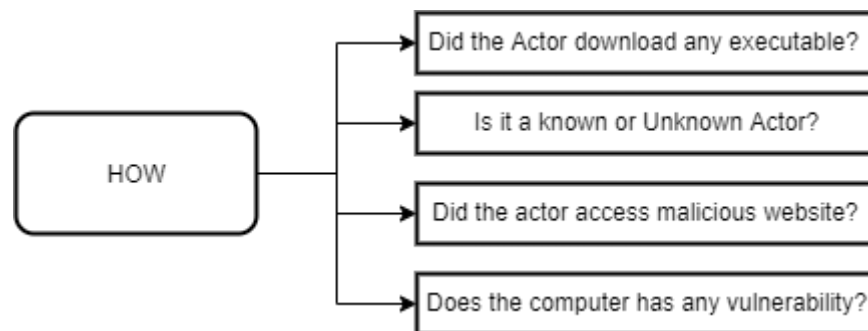 Did the Actor download any executable?
Is it a known or Unknown Actor?
HOW
Did the actor access malicious website?
Does the computer has any vulnerability?